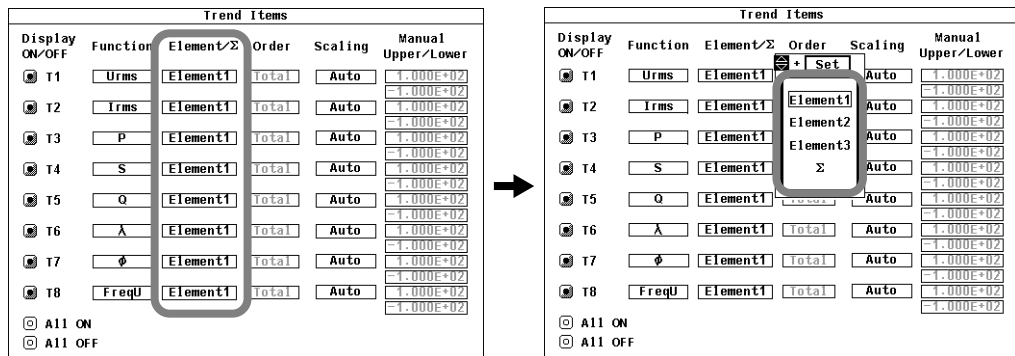 Trend Items
Display ON/OFF Function Element/Σ Order Scaling Manual Upper/Lower
T1 Urms Element1 Total Auto 1.000E+02
-1.000E+02
T2 Irms Element1 Total Auto 1.000E+02
-1.000E+02
T3 P Element1 Total Auto 1.000E+02
-1.000E+02
T4 S Element1 Total Auto 1.000E+02
-1.000E+02
T5 Q Element1 Total Auto 1.000E+02
-1.000E+02
T6 λ Element1 Total Auto 1.000E+02
-1.000E+02
T7 ϕ Element1 Total Auto 1.000E+02
-1.000E+02
T8 FreqU Element1 Total Auto 1.000E+02
-1.000E+02
All ON
All OFF
Trend Items
Display ON/OFF Function Element/Σ Order Scaling Manual Upper/Lower
+ Set
Element1
Element2
Element3
Σ
T1 Urms Element1 Auto 1.000E+02
-1.000E+02
T2 Irms Element1 Auto 1.000E+02
-1.000E+02
T3 P Element1 Auto 1.000E+02
-1.000E+02
T4 S Element1 Auto 1.000E+02
-1.000E+02
T5 Q Element1 Total Auto 1.000E+02
-1.000E+02
T6 λ Element1 Total Auto 1.000E+02
-1.000E+02
T7 ϕ Element1 Total Auto 1.000E+02
-1.000E+02
T8 FreqU Element1 Total Auto 1.000E+02
-1.000E+02
All ON
All OFF